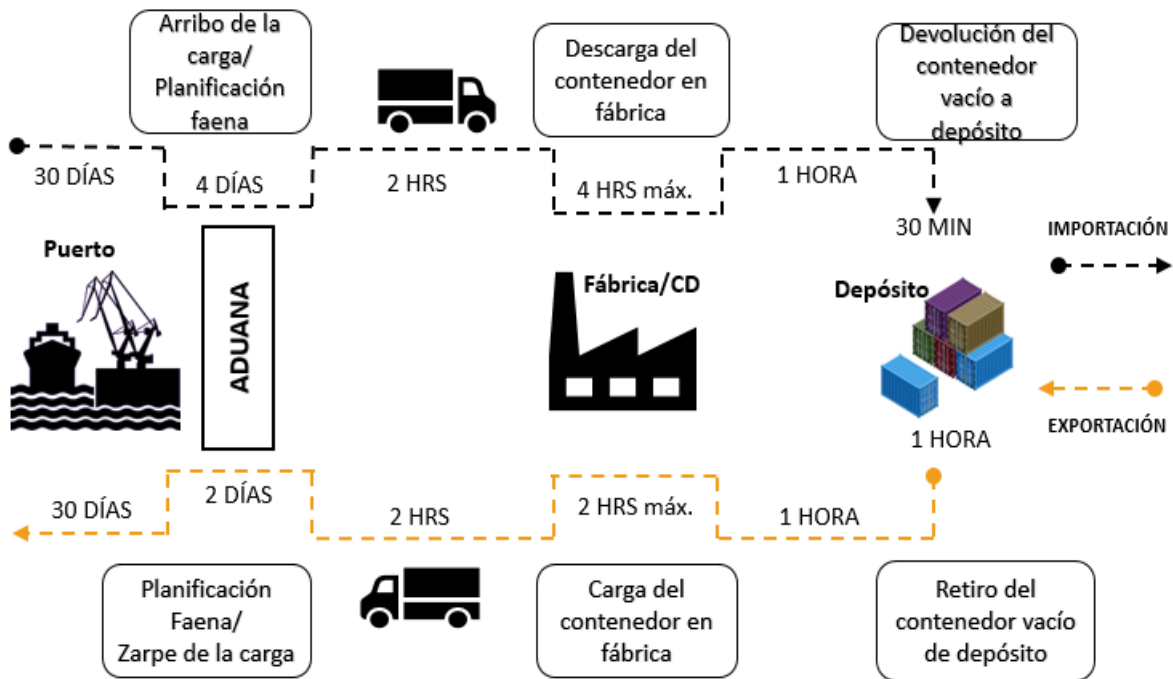 Arribo de la
carga/
Planificación
faena
Descarga del
contenedor en
fábrica
Devolución del
contenedor
vacío a
depósito
30 DÍAS
4 DÍAS
2 HRS
4 HRS máx.
1 HORA
30 MIN
IMPORTACIÓN
Puerto
ADUANA
Fábrica/CD
Depósito
EXPORTACIÓN
1 HORA
30 DÍAS
2 DÍAS
2 HRS
2 HRS máx.
1 HORA
Planificación
Faena/
Zarpe de la carga
Carga del
contenedor en
fábrica
Retiro del
contenedor vacío
de depósito